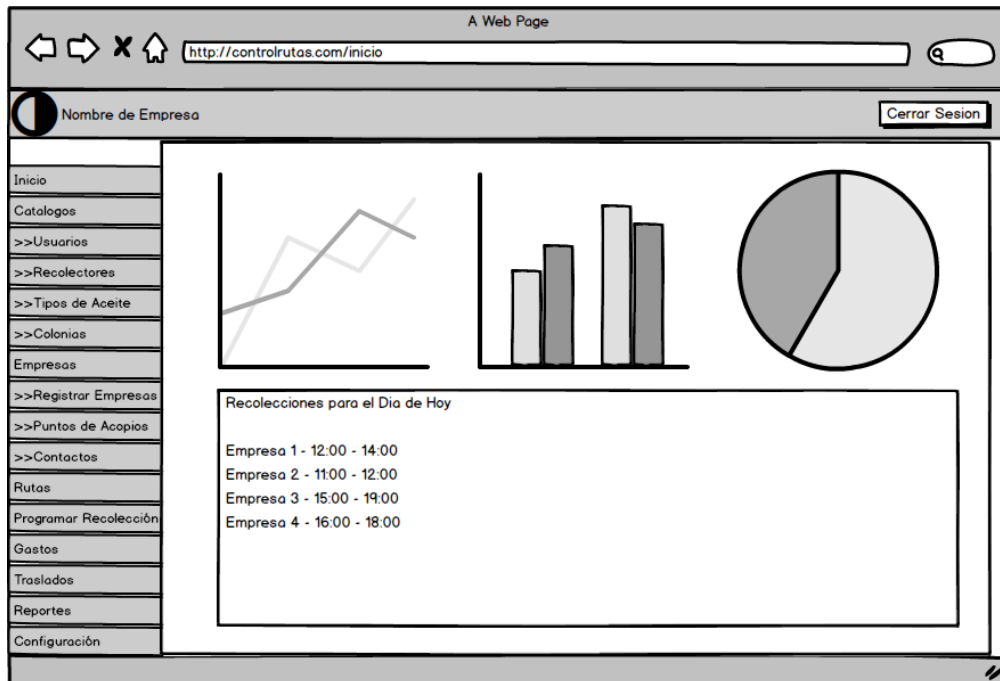 A Web Page
http://controlrutas.com/inicio
Nombre de Empresa
Cerrar Sesion
Inicio
Catalogos
>>Usuarios
>>Recolectores
>>Tipos de Aceite
>>Colonias
Empresas
>>Registrar Empresas
>>Puntos de Acopios
>>Contactos
Rutas
Programar Recolección
Gastos
Traslados
Reportes
Configuración
Recolecciones para el Dia de Hoy
Empresa 1 - 12:00 - 14:00
Empresa 2 - 11:00 - 12:00
Empresa 3 - 15:00 - 19:00
Empresa 4 - 16:00 - 18:00